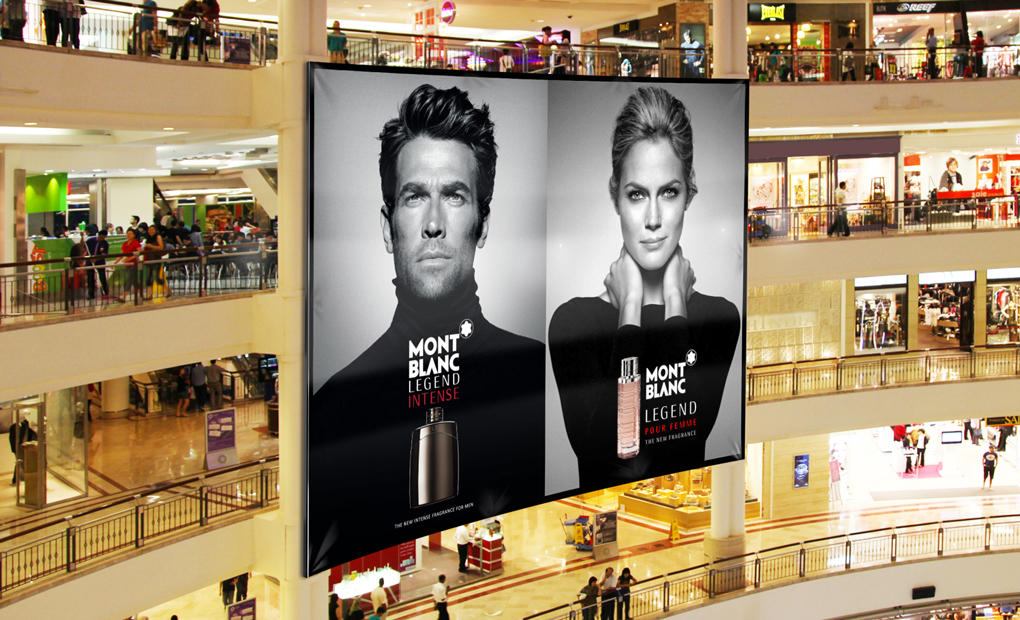 EVERLAST
REEF
sale
MONT
BLANC
LEGEND
INTENSE
THE NEW INTENSE FRAGRANCE FOR MEN
MONT
BLANC
LEGEND
POUR FEMME
THE NEW FRAGRANCE